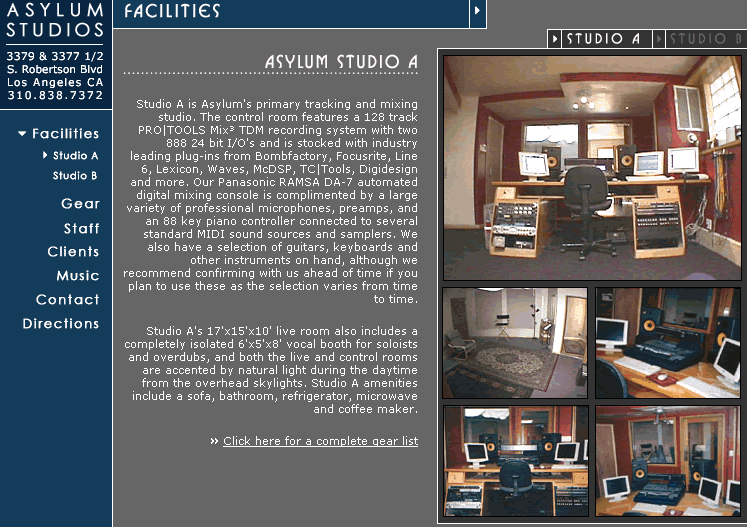 ASYLUM
STUDIOS
3379 & 3377 1/2
S. Robertson Blvd
Los Angeles CA
310.838.7372
Facilities
Studio A
Studio B
Gear
Staff
Clients
Music
Contact
Directions
FACILITIES
STUDIO A
STUDIO B
ASYLUM STUDIO A
Studio A is Asylum's primary tracking and mixing
studio. The control room features a 128 track
PRO|TOOLS Mix³ TDM recording system with two
888 24 bit I/O's and is stocked with industry
leading plug-ins from Bombfactory, Focusrite, Line
6, Lexicon, Waves, McDSP, TC|Tools, Digidesign
and more. Our Panasonic RAMSA DA-7 automated
digital mixing console is complimented by a large
variety of professional microphones, preamps, and
an 88 key piano controller connected to several
standard MIDI sound sources and samplers. We
also have a selection of guitars, keyboards and
other instruments on hand, although we
recommend confirming with us ahead of time if you
plan to use these as the selection varies from time
to time.
Studio A's 17'x15'x10' live room also includes a
completely isolated 6'x5'x8' vocal booth for soloists
and overdubs, and both the live and control rooms
are accented by natural light during the daytime
from the overhead skylights. Studio A amenities
include a sofa, bathroom, refrigerator, microwave
and coffee maker.
» Click here for a complete gear list